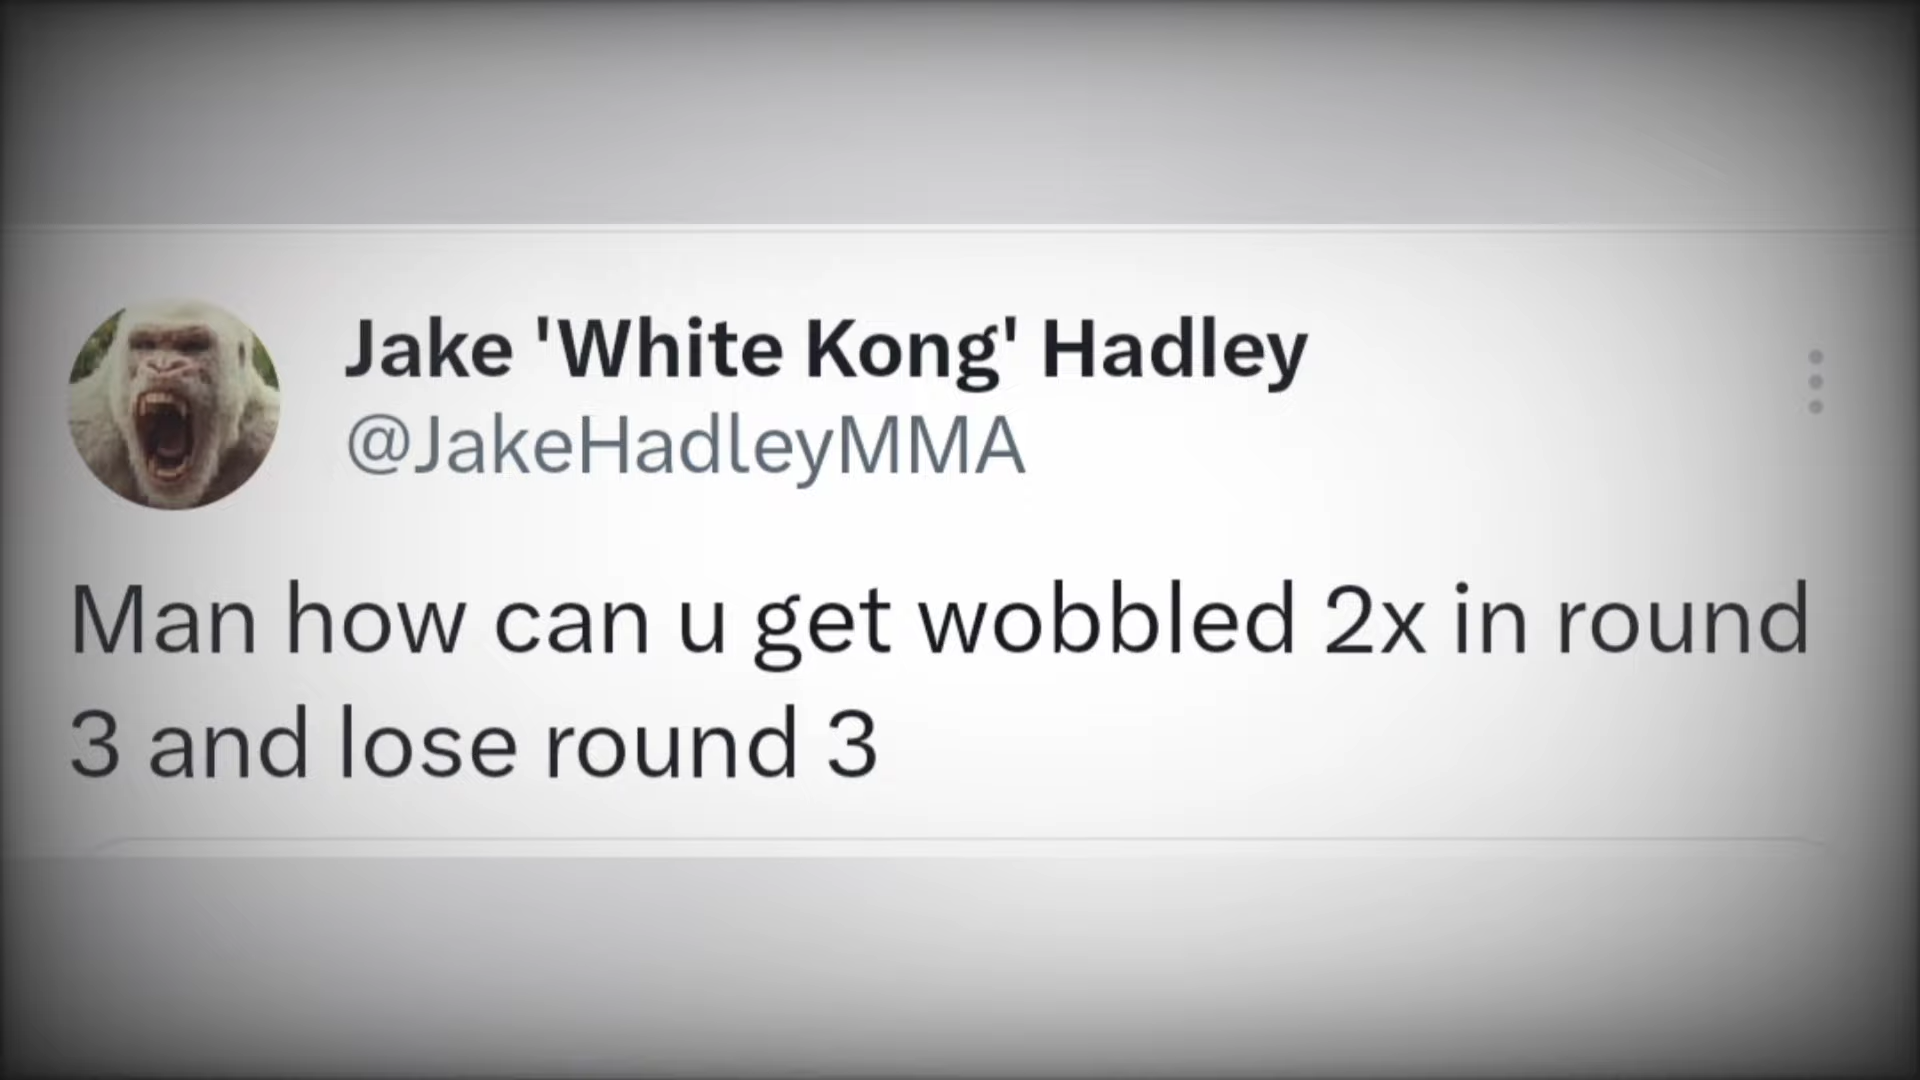 Jake 'White Kong' Hadley
@JakeHadleyMMA
Man how can u get wobbled 2x in round
3 and lose round 3